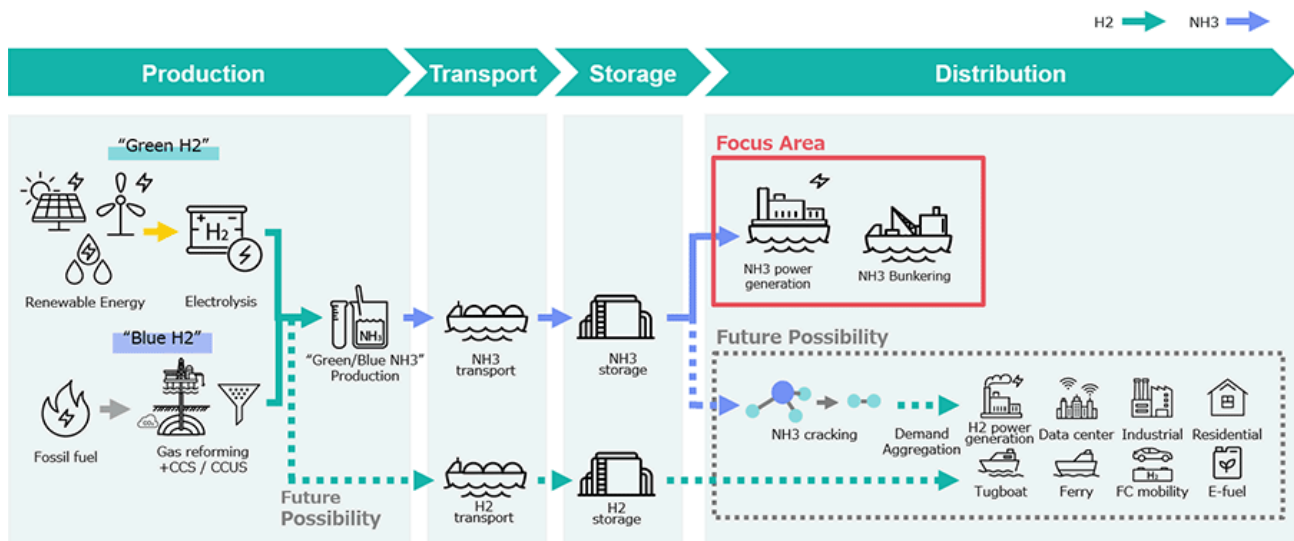 H2
NH3
Production
Transport
Storage
Distribution
“Green H2”
Renewable Energy
H2
Electrolysis
“Blue H2”
Fossil fuel
CO₂
Gas reforming
+CCS / CCUS
NH₃
“Green/Blue NH3”
Production
Future
Possibility
NH3
transport
H2
transport
NH3
storage
H2
storage
Focus Area
NH3 power
generation
NH3 Bunkering
Future Possibility
NH3 cracking
Demand
Aggregation
H2 power
generation
Data center
Industrial
Residential
Tugboat
Ferry
H₂
FC mobility
E-fuel